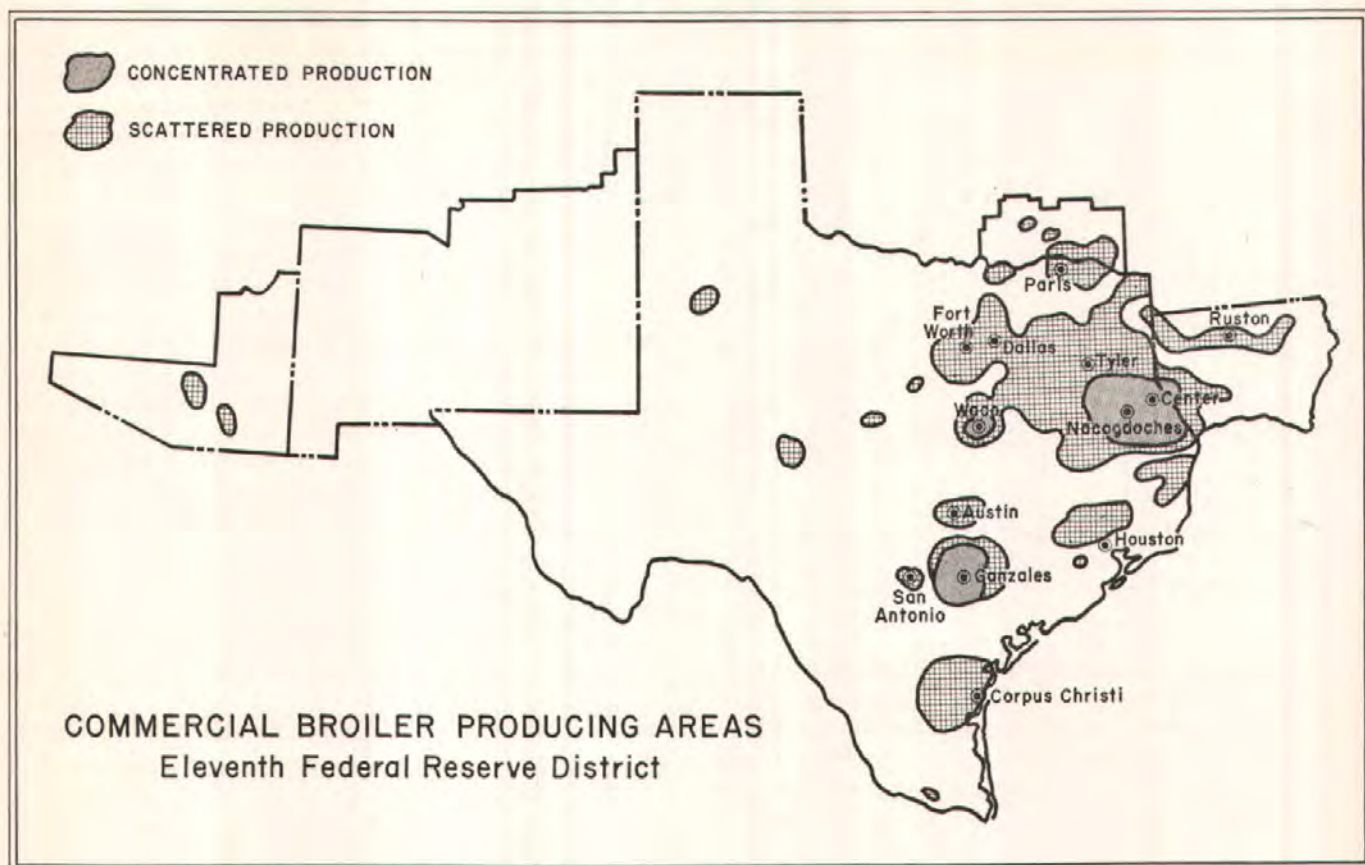 CONCENTRATED PRODUCTION
SCATTERED PRODUCTION
Paris
Fort
Worth
Dallas
Ruston
Tyler
Center
Waco
Nacogdoches
Austin
Houston
Gonzales
San
Antonio
Corpus Christi
COMMERCIAL BROILER PRODUCING AREAS
Eleventh Federal Reserve District